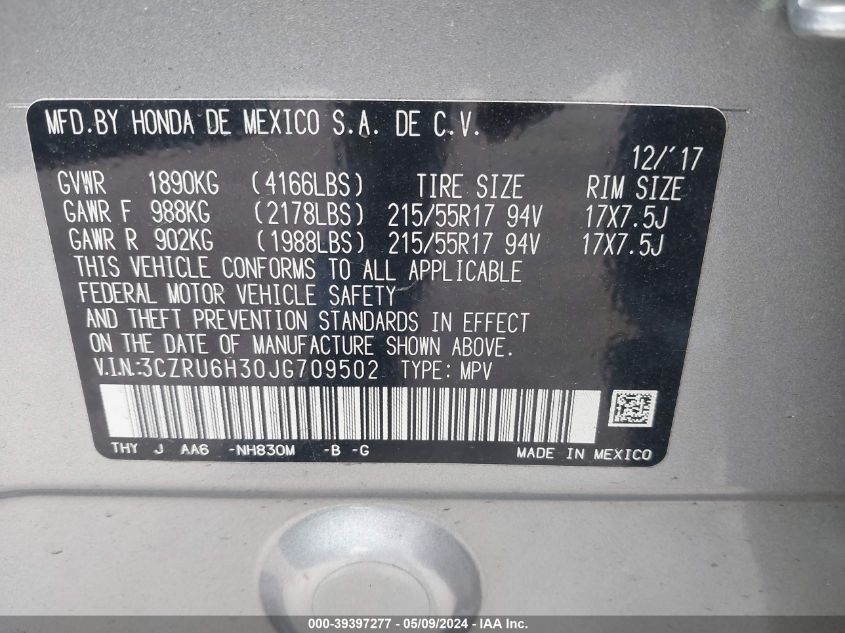 MFD.BY HONDA DE MEXICO S.A. DE C.V.
12/'17
GVWR 1890KG (4166LBS) TIRE SIZE RIM SIZE
GAWR F 988KG (2178LBS) 215/55R17 94V 17X7.5J
GAWR R 902KG (1988LBS) 215/55R17 94V 17X7.5J
THIS VEHICLE CONFORMS TO ALL APPLICABLE
FEDERAL MOTOR VEHICLE SAFETY
AND THEFT PREVENTION STANDARDS IN EFFECT
ON THE DATE OF MANUFACTURE SHOWN ABOVE.
V.I.N:3CZRU6H30JG709502 TYPE: MPV
THY J AA6 -NH830M -B -G MADE IN MEXICO
000-39397277 - 05/09/2024 - IAA Inc.